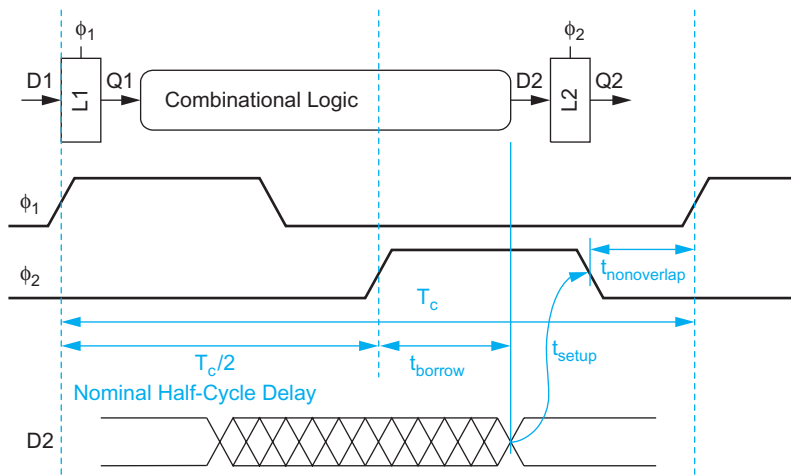 ϕ1
ϕ2
D1
L1
Q1
Combinational Logic
D2
L2
Q2
ϕ1
ϕ2
tnonoverlap
Tc
Tc/2
tborrow
tsetup
Nominal Half-Cycle Delay
D2